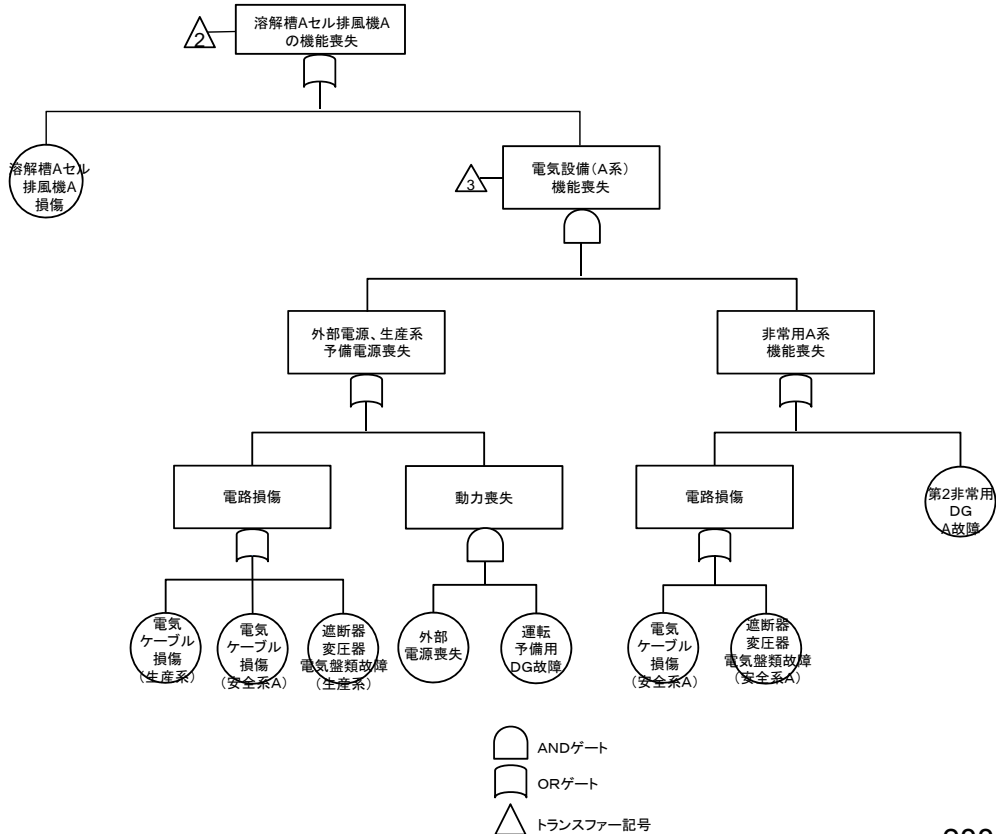 溶解槽Aセル排風機A
の機能喪失
2
溶解槽Aセル
排風機A
損傷
電気設備(A系)
機能喪失
3
外部電源、生産系
予備電源喪失
非常用A系
機能喪失
電路損傷
動力喪失
電路損傷
第2非常用
DG
A故障
電気
ケーブル
損傷
(生産系)
電気
ケーブル
損傷
(安全系A)
遮断器
変圧器
電気盤類故障
(生産系)
外部
電源喪失
運転
予備用
DG故障
電気
ケーブル
損傷
(安全系A)
遮断器
変圧器
電気盤類故障
(安全系A)
ANDゲート
ORゲート
トランスファー記号